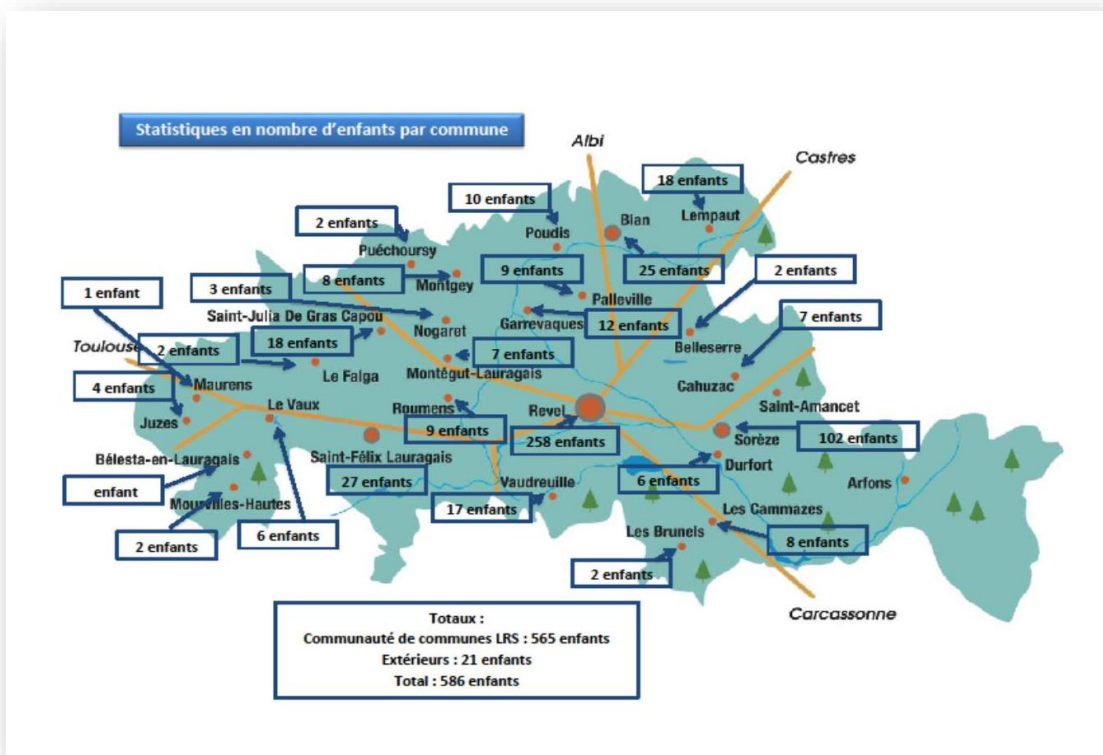 Statistiques en nombre d'enfants par commune
Albi
Castres
18 enfants
10 enfants
Lempaut
2 enfants
Blan
Poudis
Puéchoursy
9 enfants
25 enfants
2 enfants
8 enfants
Montgey
1 enfant
3 enfants
Palleville
7 enfants
Saint-Julia De Gras Capou
Nogaret
Garrevaques
12 enfants
18 enfants
Toulouse
2 enfants
7 enfants
Belleserre
Le Falga
Montégut-Lauragais
4 enfants
Maurens
Cahuzac
Saint-Amancet
Juzes
Le Vaux
Roumens
Revel
9 enfants
258 enfants
Sorèze
102 enfants
Bélesta-en-Lauragais
Saint-Félix Lauragais
Durfort
27 enfants
Vaudreuille
6 enfants
Arfons
enfant
Mourvilles-Hautes
17 enfants
Les Cammazes
Les Brunels
2 enfants
6 enfants
8 enfants
2 enfants
Carcassonne
Totaux :
Communauté de communes LRS : 565 enfants
Extérieurs : 21 enfants
Total : 586 enfants